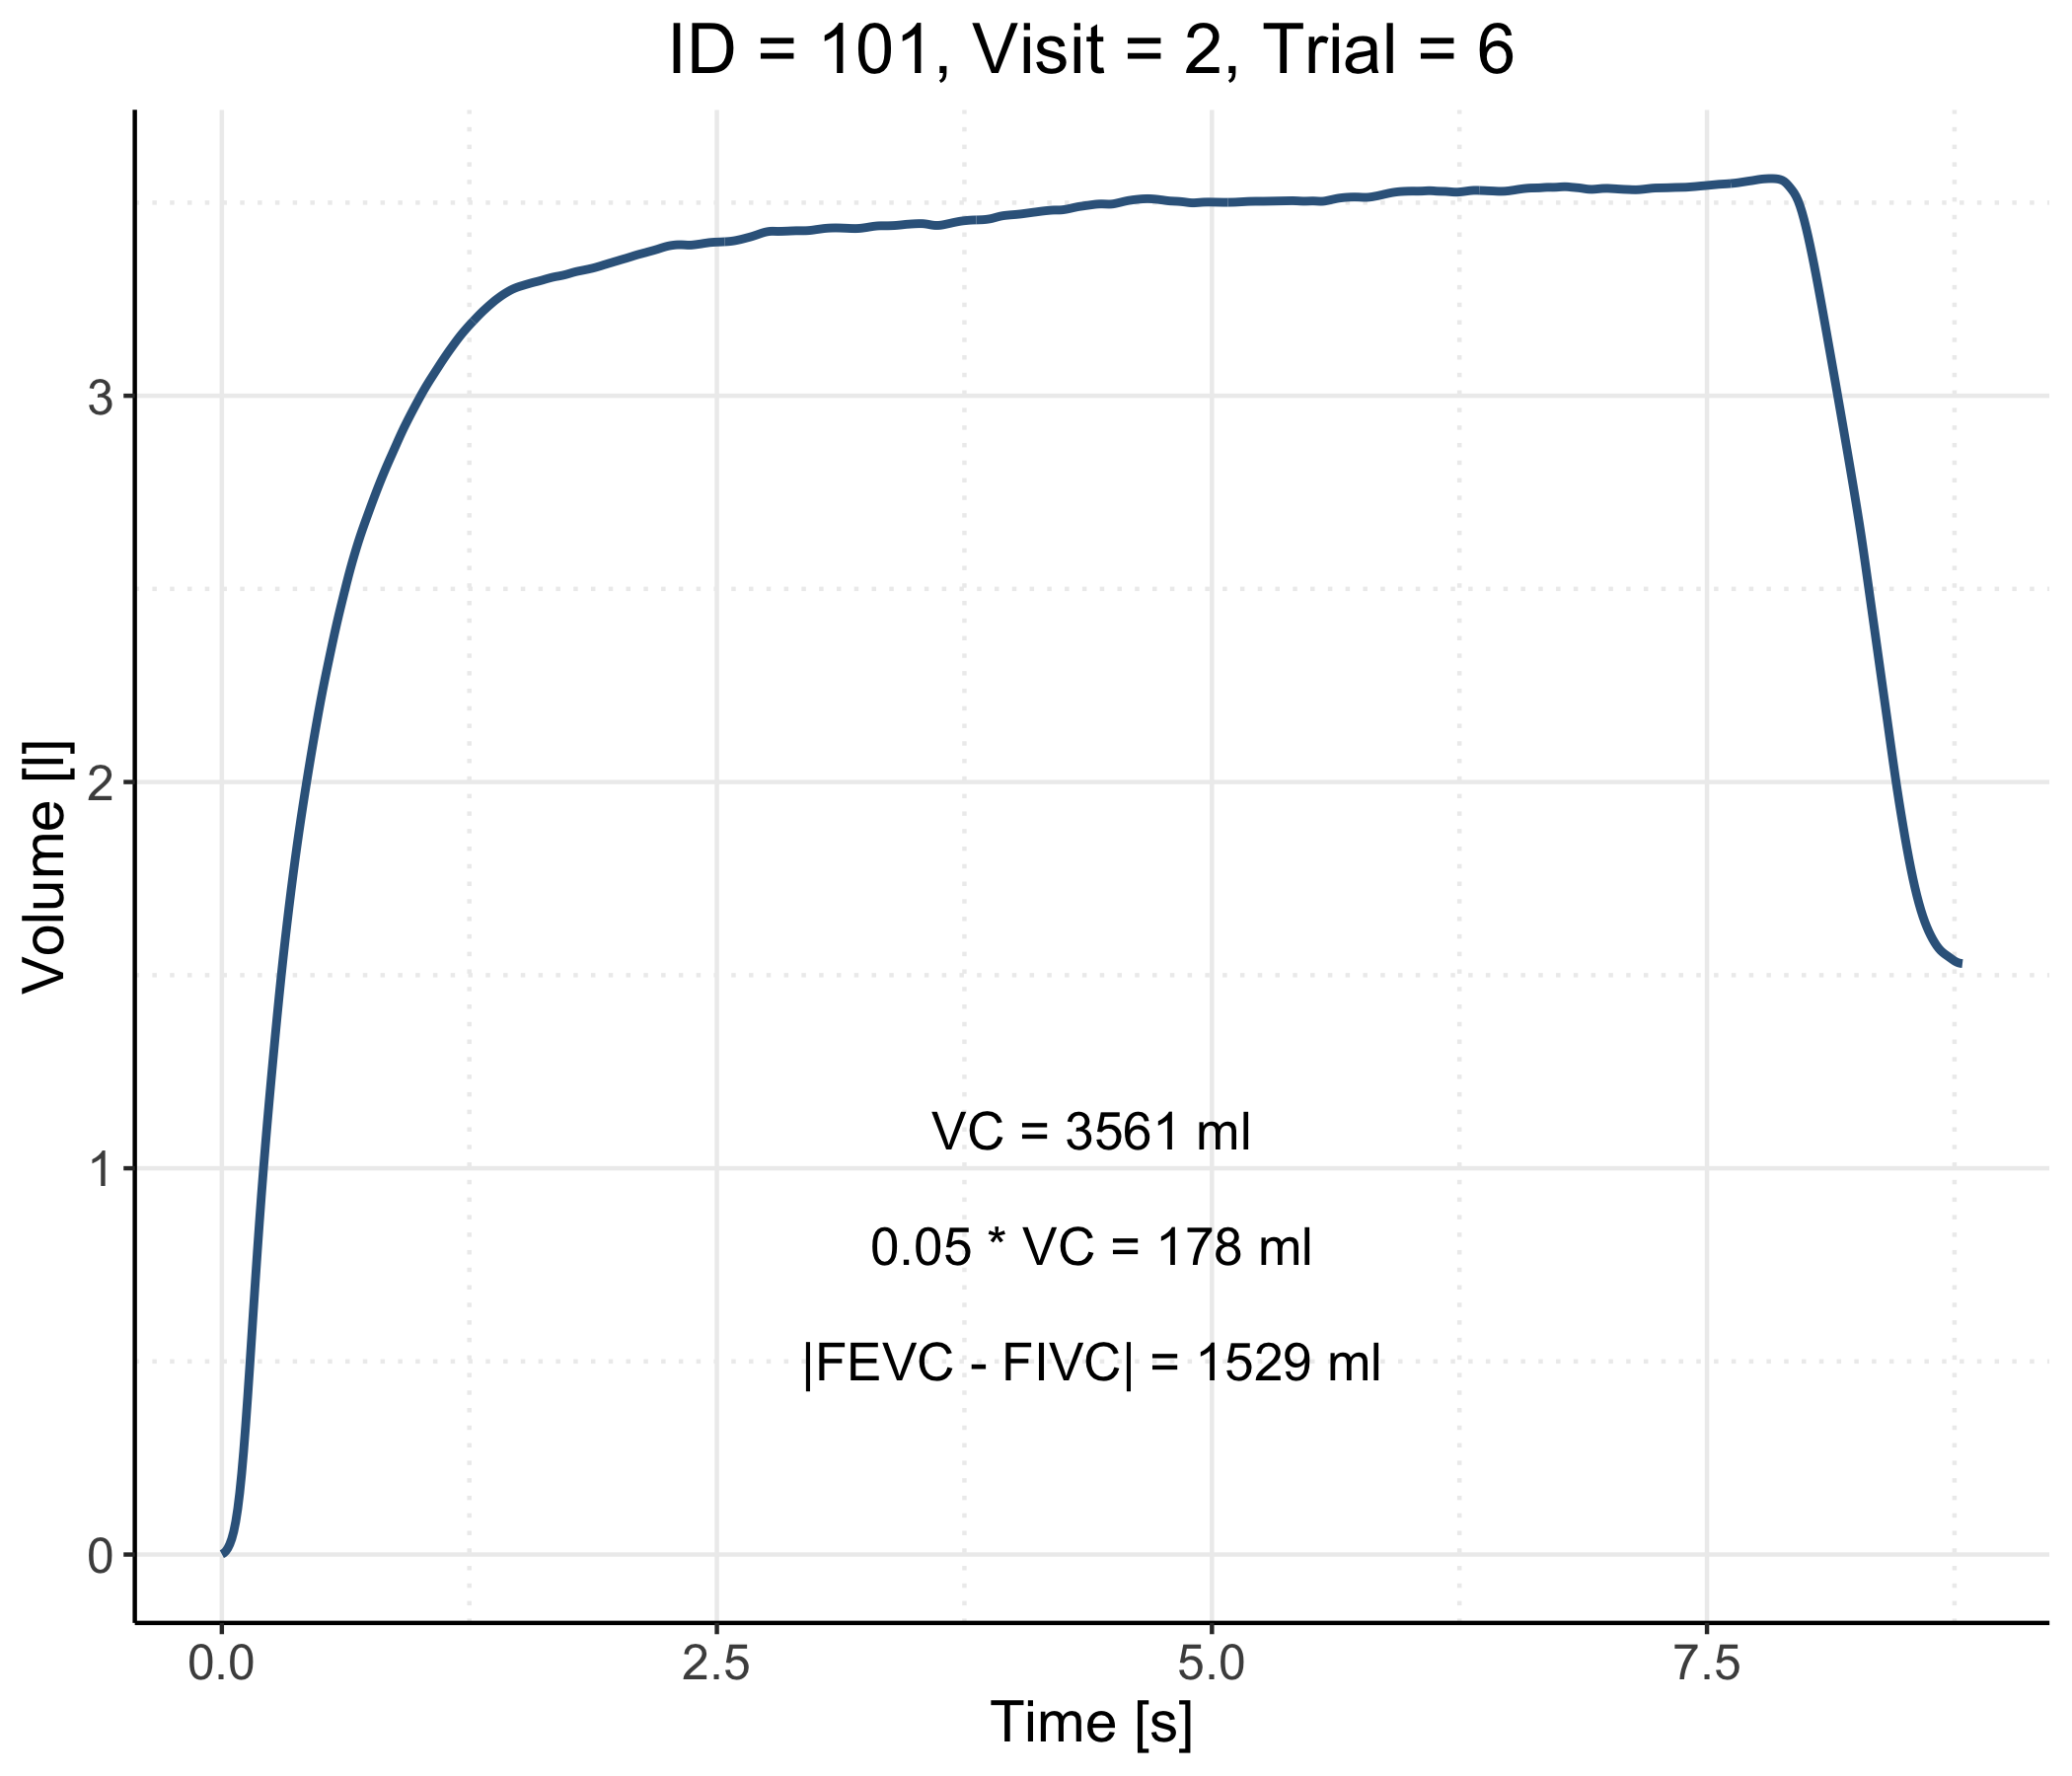 ID = 101, Visit = 2, Trial = 6
Volume [l]
3
2
1
0
VC = 3561 ml
0.05 * VC = 178 ml
|FEVC - FIVC| = 1529 ml
0.0 2.5 5.0 7.5
Time [s]